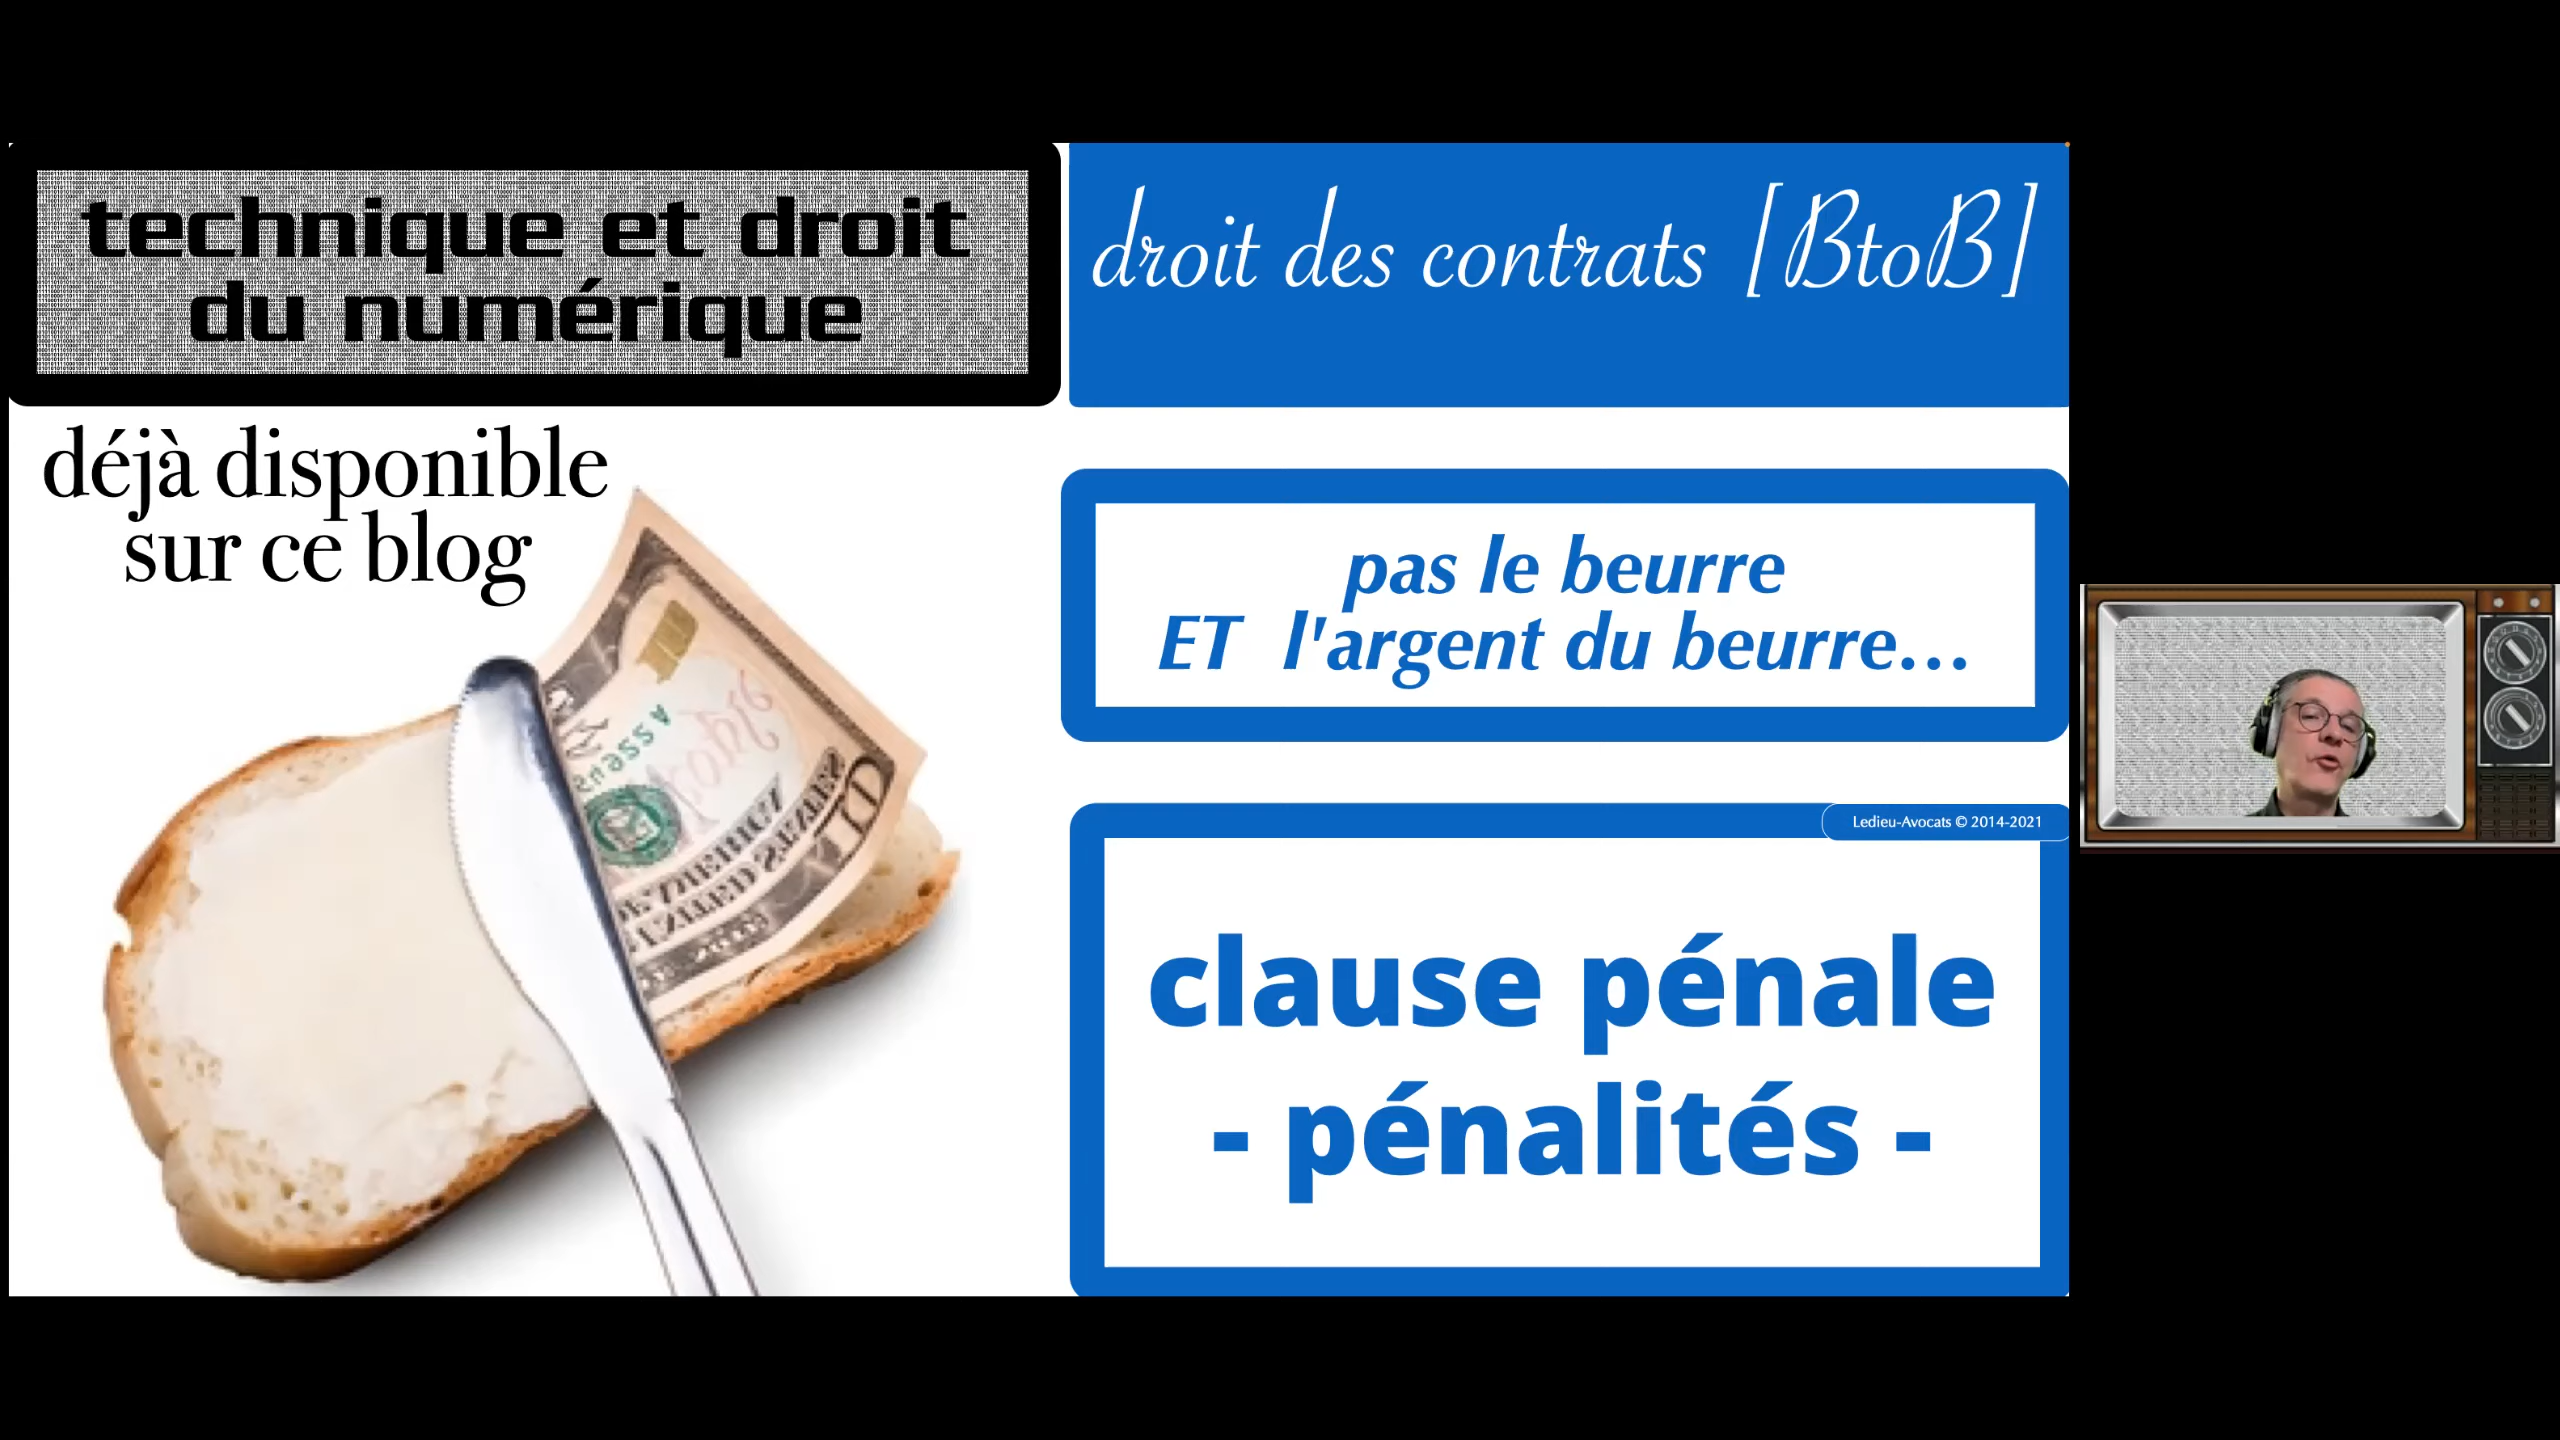 technique et droit
du numérique
droit des contrats [BtoB]
déjà disponible
sur ce blog
pas le beurre
ET l'argent du beurre...
Ledieu-Avocats © 2014-2021
clause pénale
- pénalités -